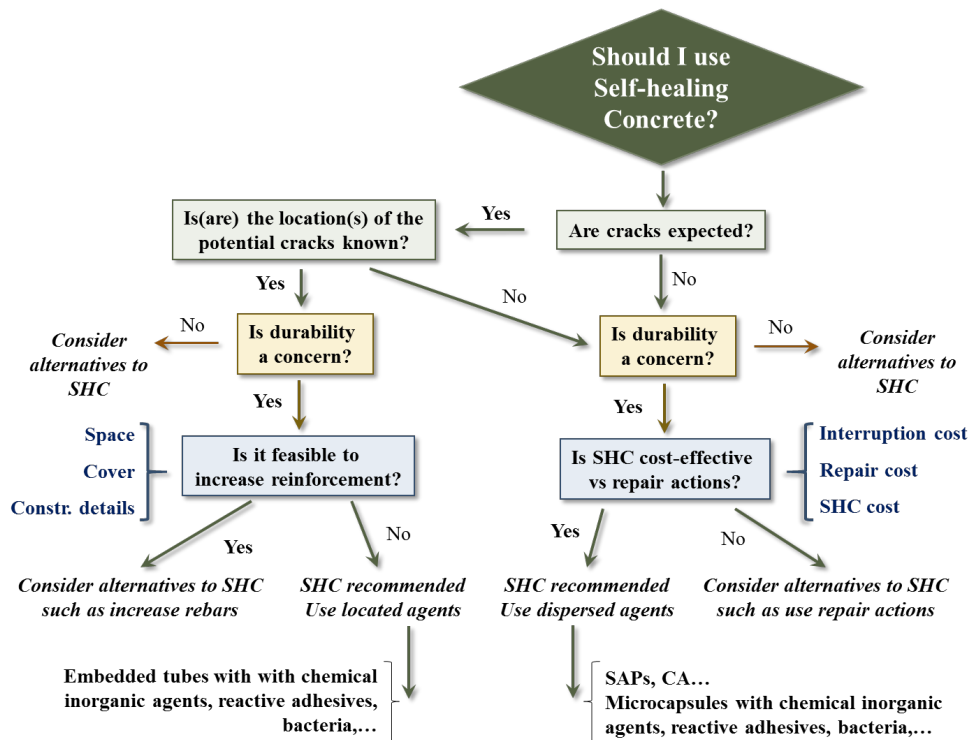 Should I use
Self-healing
Concrete?
Is(are) the location(s) of the
potential cracks known?
Yes
Are cracks expected?
Yes
No
No
No
Is durability
a concern?
Is durability
a concern?
No
Consider
alternatives to
SHC
Consider
alternatives to
SHC
Yes
Yes
Space
Cover
Constr. details
Is it feasible to
increase reinforcement?
Is SHC cost-effective
vs repair actions?
Interruption cost
Repair cost
SHC cost
Yes
No
Yes
No
Consider alternatives to SHC
such as increase rebars
SHC recommended
Use located agents
SHC recommended
Use dispersed agents
Consider alternatives to SHC
such as use repair actions
Embedded tubes with with chemical
inorganic agents, reactive adhesives,
bacteria,…
SAPs, CA…
Microcapsules with chemical inorganic
agents, reactive adhesives, bacteria,…